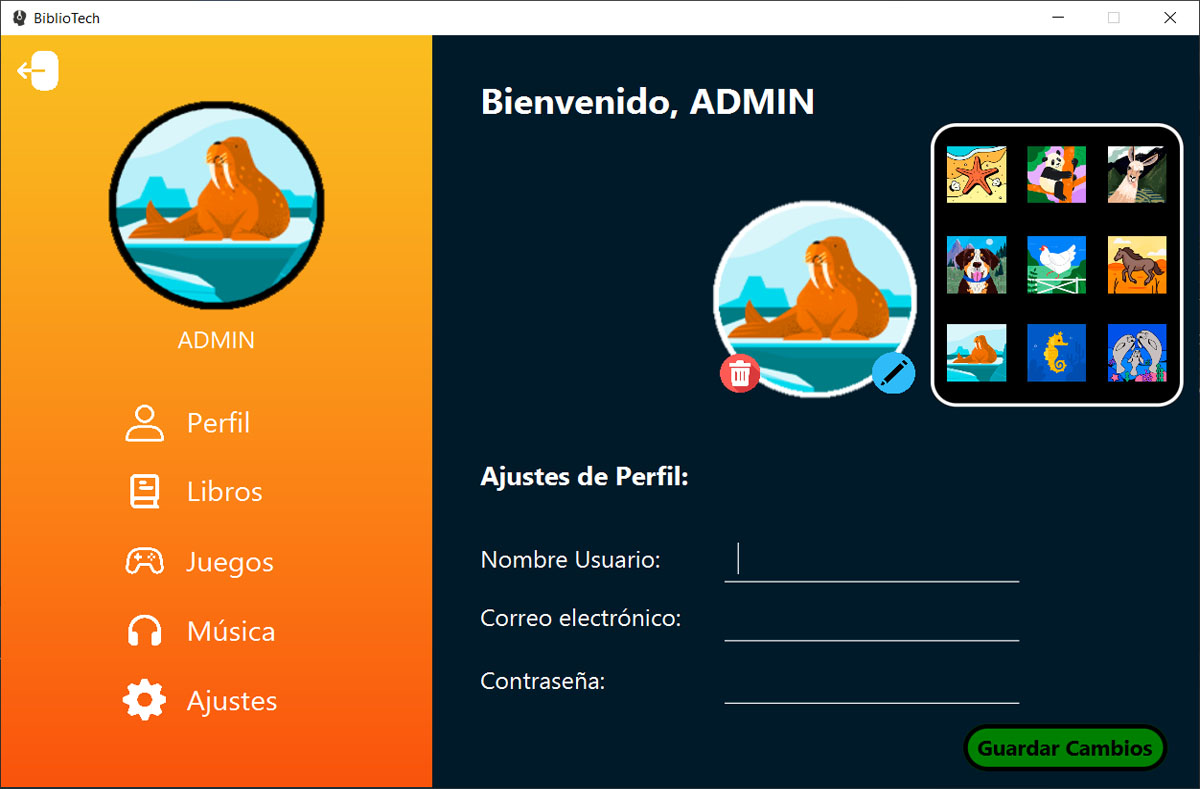 BiblioTech
ADMIN
Perfil
Libros
Juegos
Música
Ajustes
Bienvenido, ADMIN
Ajustes de Perfil:
Nombre Usuario:
Correo electrónico:
Contraseña:
Guardar Cambios